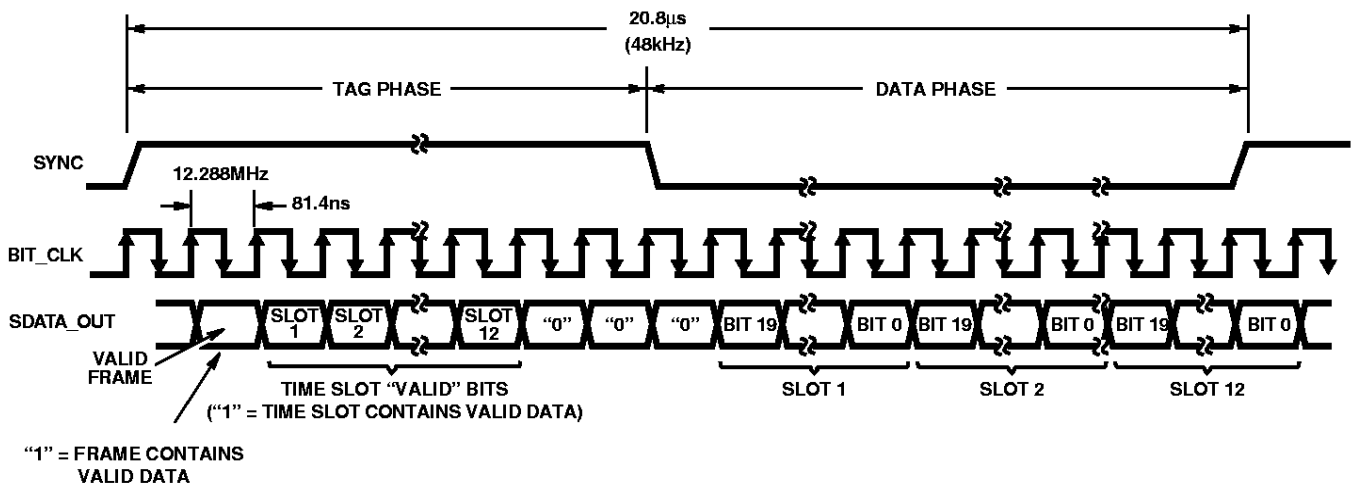 20.8µs
(48kHz)
TAG PHASE
DATA PHASE
SYNC
12.288MHz
81.4ns
BIT_CLK
SDATA_OUT
SLOT 1
SLOT 2
SLOT 12
“0”
“0”
“0”
BIT 19
BIT 0
BIT 19
BIT 0
BIT 19
BIT 0
VALID
FRAME
TIME SLOT “VALID” BITS
(“1” = TIME SLOT CONTAINS VALID DATA)
SLOT 1
SLOT 2
SLOT 12
“1” = FRAME CONTAINS
VALID DATA